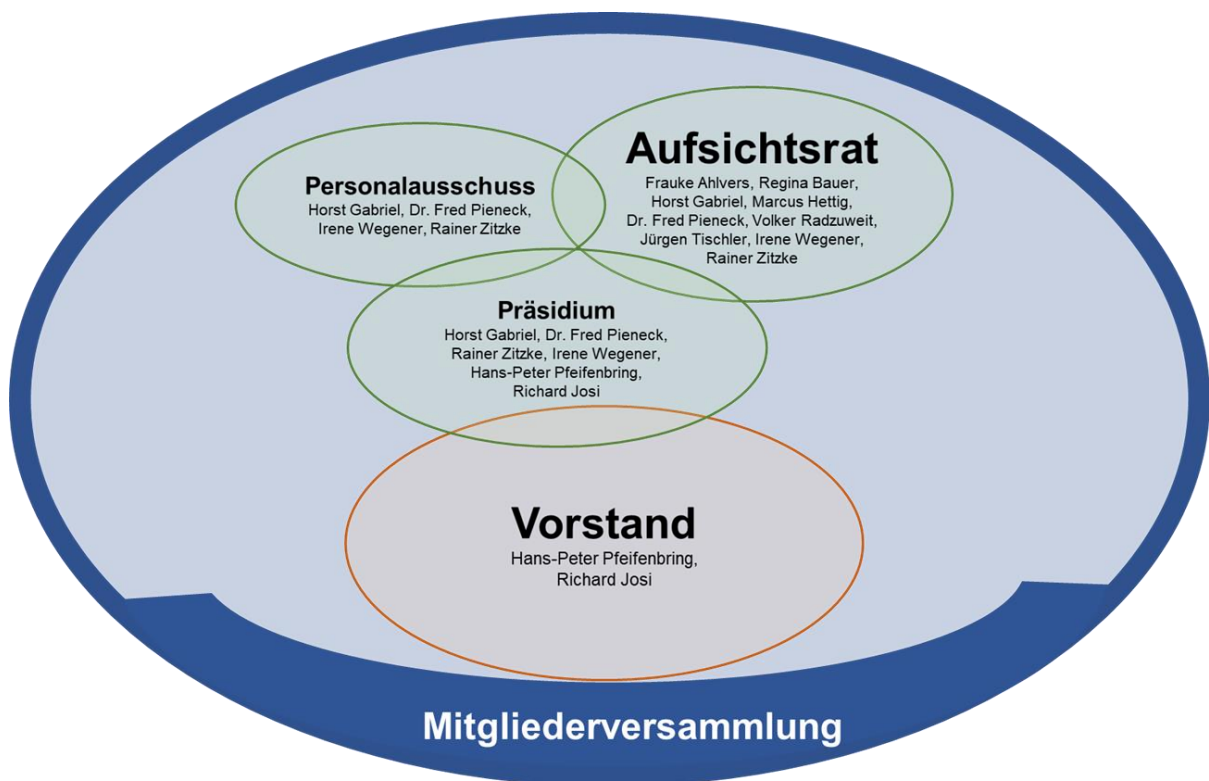 Personalausschuss
Horst Gabriel, Dr. Fred Pieneck,
Irene Wegener, Rainer Zitzke
Aufsichtsrat
Frauke Ahlvers, Regina Bauer,
Horst Gabriel, Marcus Hettig,
Dr. Fred Pieneck, Volker Radzuweit,
Jürgen Tischler, Irene Wegener,
Rainer Zitzke
Präsidium
Horst Gabriel, Dr. Fred Pieneck,
Rainer Zitzke, Irene Wegener,
Hans-Peter Pfeifenbring,
Richard Josi
Vorstand
Hans-Peter Pfeifenbring,
Richard Josi
Mitgliederversammlung